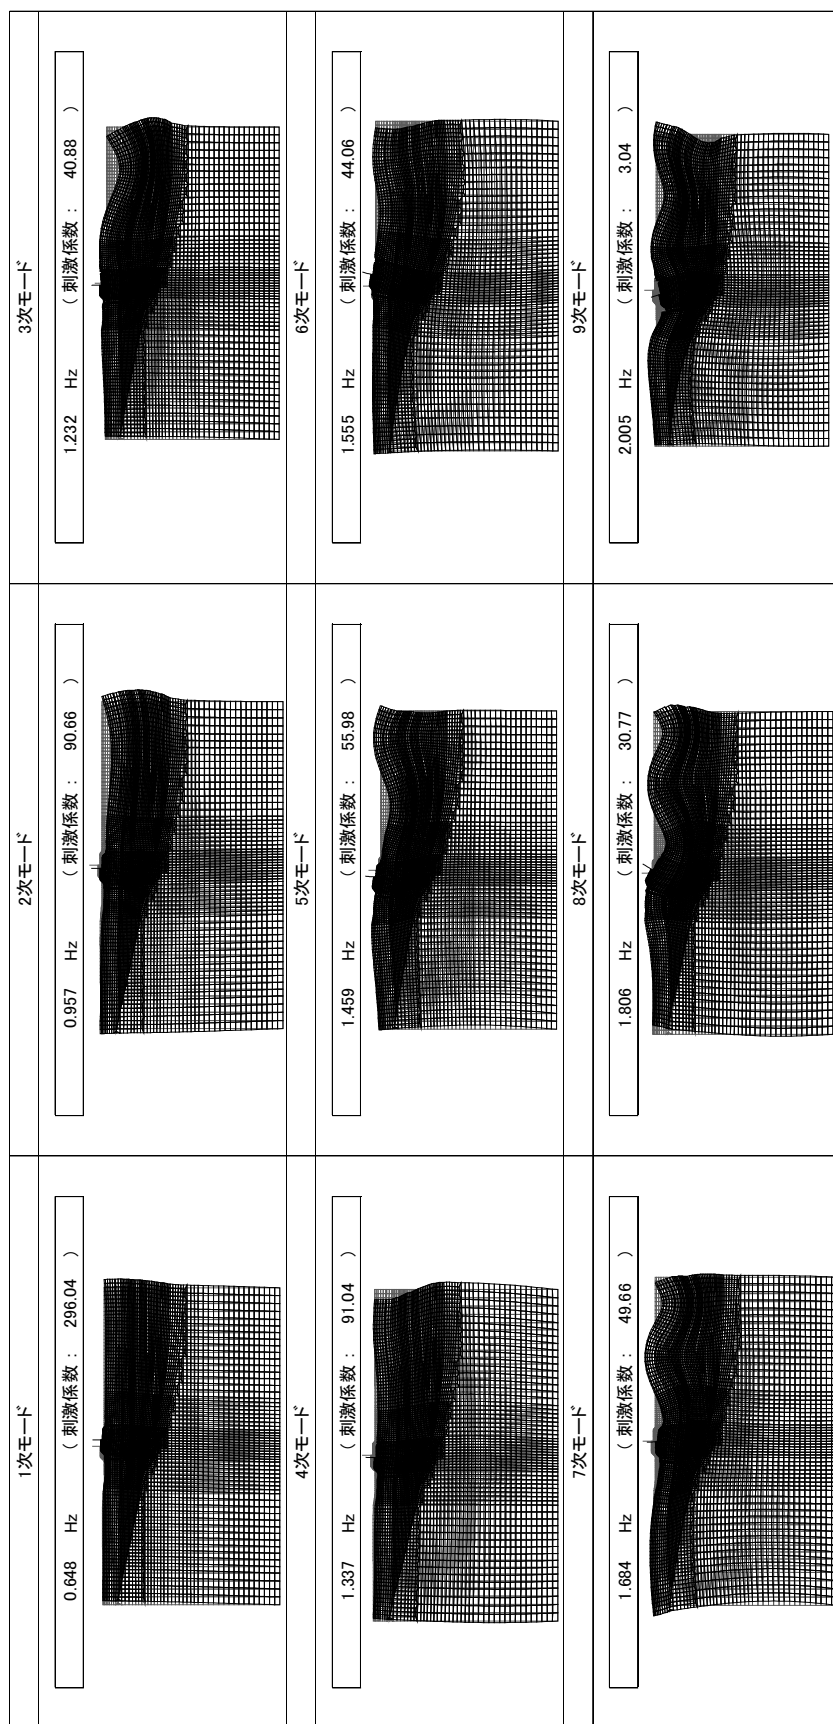 1次モード
0.648 Hz (刺激係数: 296.04 )
2次モード
0.957 Hz (刺激係数: 90.66 )
3次モード
1.232 Hz (刺激係数: 40.88 )
4次モード
1.337 Hz (刺激係数: 91.04 )
5次モード
1.459 Hz (刺激係数: 55.98 )
6次モード
1.555 Hz (刺激係数: 44.06 )
7次モード
1.684 Hz (刺激係数: 49.66 )
8次モード
1.806 Hz (刺激係数: 30.77 )
9次モード
2.005 Hz (刺激係数: 3.04 )